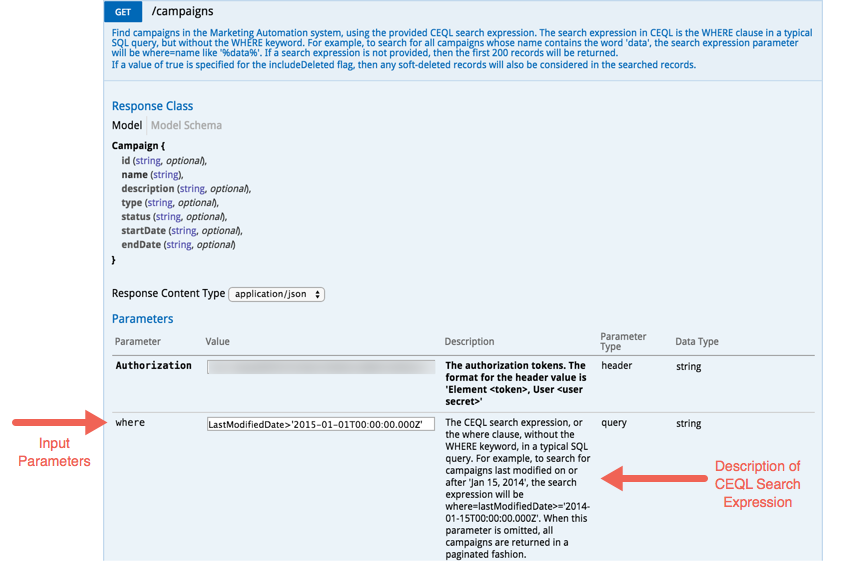 GET /campaigns
Find campaigns in the Marketing Automation system, using the provided CEQL search expression. The search expression in CEQL is the WHERE clause in a typical
SQL query, but without the WHERE keyword. For example, to search for all campaigns whose name contains the word 'data', the search expression parameter
will be where=name like '%data%'. If a search expression is not provided, then the first 200 records will be returned.
If a value of true is specified for the includeDeleted flag, then any soft-deleted records will also be considered in the searched records.
Response Class
Model Model Schema
Campaign {
id (string, optional),
name (string),
description (string, optional),
type (string, optional),
status (string, optional),
startDate (string, optional),
endDate (string, optional)
}
Response Content Type application/json
Parameters
Parameter Value Description Parameter Type Data Type
Authorization
The authorization tokens. The
format for the header value is
'Element <token>, User <user
secret>'
header string
where
LastModifiedDate>'2015-01-01T00:00:00.000Z'
The CEQL search expression, or
the where clause, without the
WHERE keyword, in a typical SQL
query. For example, to search for
campaigns last modified on or
after 'Jan 15, 2014', the search
expression will be
where=lastModifiedDate>='2014-
01-15T00:00:00.000Z'. When this
parameter is omitted, all
campaigns are returned in a
paginated fashion.
query string
Input
Parameters
Description of
CEQL Search
Expression